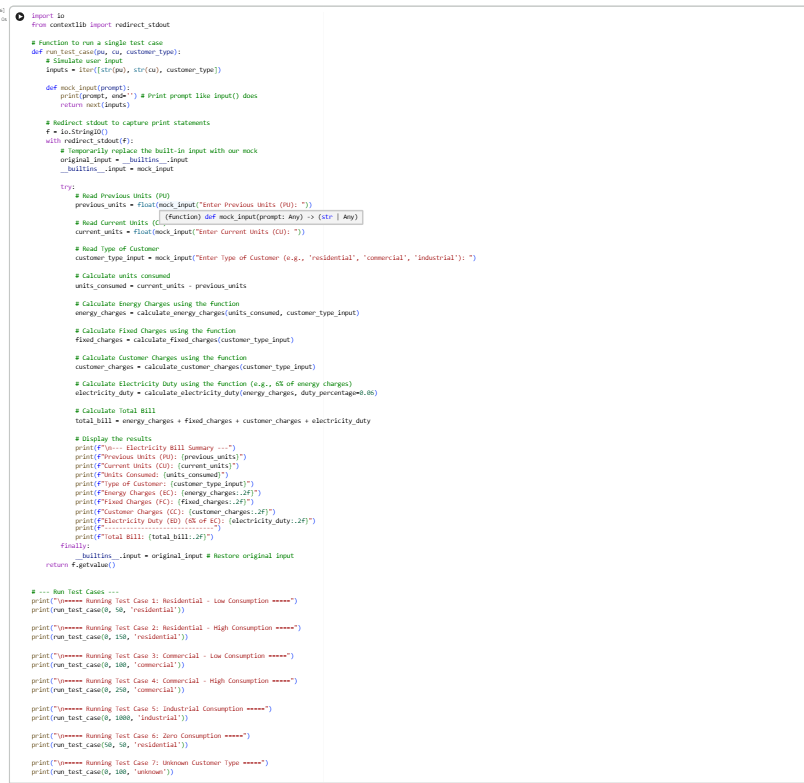 import io
from contextlib import redirect_stdout
# Function to run a single test case
def run_test_case(pu, cu, customer_type):
# Simulate user input
inputs = iter([str(pu), str(cu), customer_type])
def mock_input(prompt):
print(prompt, end='') # Print prompt like input() does
return next(inputs)
# Redirect stdout to capture print statements
f = io.StringIO()
with redirect_stdout(f):
# Temporarily replace the built-in input with our mock
original_input = __builtins__.input
__builtins__.input = mock_input
try:
# Read Previous Units (PU)
previous_units = float(mock_input("Enter Previous Units (PU): "))
(function) def mock_input(prompt: Any) -> (str | Any)
# Read Current Units (C
current_units = float(mock_input("Enter Current Units (CU): "))
# Read Type of Customer
customer_type_input = mock_input("Enter Type of Customer (e.g., 'residential', 'commercial', 'industrial'): ")
# Calculate units consumed
units_consumed = current_units - previous_units
# Calculate Energy Charges using the function
energy_charges = calculate_energy_charges(units_consumed, customer_type_input)
# Calculate Fixed Charges using the function
fixed_charges = calculate_fixed_charges(customer_type_input)
# Calculate Customer Charges using the function
customer_charges = calculate_customer_charges(customer_type_input)
# Calculate Electricity Duty using the function (e.g., 6% of energy charges)
electricity_duty = calculate_electricity_duty(energy_charges, duty_percentage=0.06)
# Calculate Total Bill
total_bill = energy_charges + fixed_charges + customer_charges + electricity_duty
# Display the results
print(f"\n--- Electricity Bill Summary ---")
print(f"Previous Units (PU): {previous_units}")
print(f"Current Units (CU): {current_units}")
print(f"Units Consumed: {units_consumed}")
print(f"Type of Customer: {customer_type_input}")
print(f"Energy Charges (EC): {energy_charges:.2f}")
print(f"Fixed Charges (FC): {fixed_charges:.2f}")
print(f"Customer Charges (CC): {customer_charges:.2f}")
print(f"Electricity Duty (ED) (6% of EC): {electricity_duty:.2f}")
print(f"------------------------------")
print(f"Total Bill: {total_bill:.2f}")
finally:
__builtins__.input = original_input # Restore original input
return f.getvalue()
# --- Run Test Cases ---
print("\n===== Running Test Case 1: Residential - Low Consumption =====")
print(run_test_case(0, 50, 'residential'))
print("\n===== Running Test Case 2: Residential - High Consumption =====")
print(run_test_case(0, 150, 'residential'))
print("\n===== Running Test Case 3: Commercial - Low Consumption =====")
print(run_test_case(0, 100, 'commercial'))
print("\n===== Running Test Case 4: Commercial - High Consumption =====")
print(run_test_case(0, 250, 'commercial'))
print("\n===== Running Test Case 5: Industrial Consumption =====")
print(run_test_case(0, 1000, 'industrial'))
print("\n===== Running Test Case 6: Zero Consumption =====")
print(run_test_case(50, 50, 'residential'))
print("\n===== Running Test Case 7: Unknown Customer Type =====")
print(run_test_case(0, 100, 'unknown'))